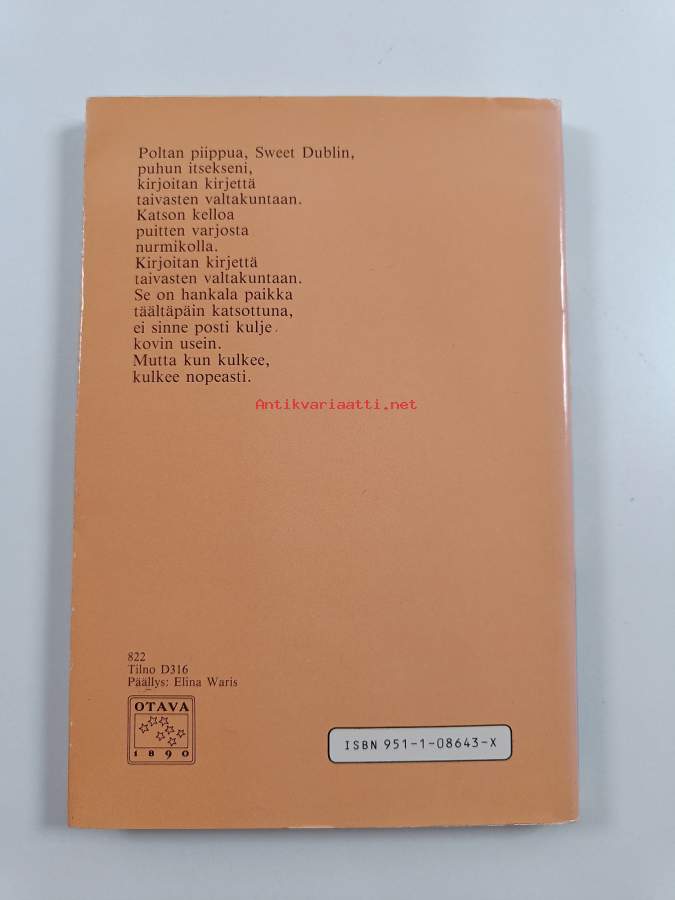 Poltan piippua, Sweet Dublin,
puhun itsekseni,
kirjoitan kirjettä
taivasten valtakuntaan.
Katson kelloa
puitten varjosta
nurmikolla.
Kirjoitan kirjettä
taivasten valtakuntaan.
Se on hankala paikka
täältäpäin katsottuna,
ei sinne posti kulje
kovin usein.
Mutta kun kulkee,
kulkee nopeasti.
Antikvariaatti.net
822
Tilno D316
Päällys: Elina Waris
OTAVA
1890
ISBN 951-1-08643-X